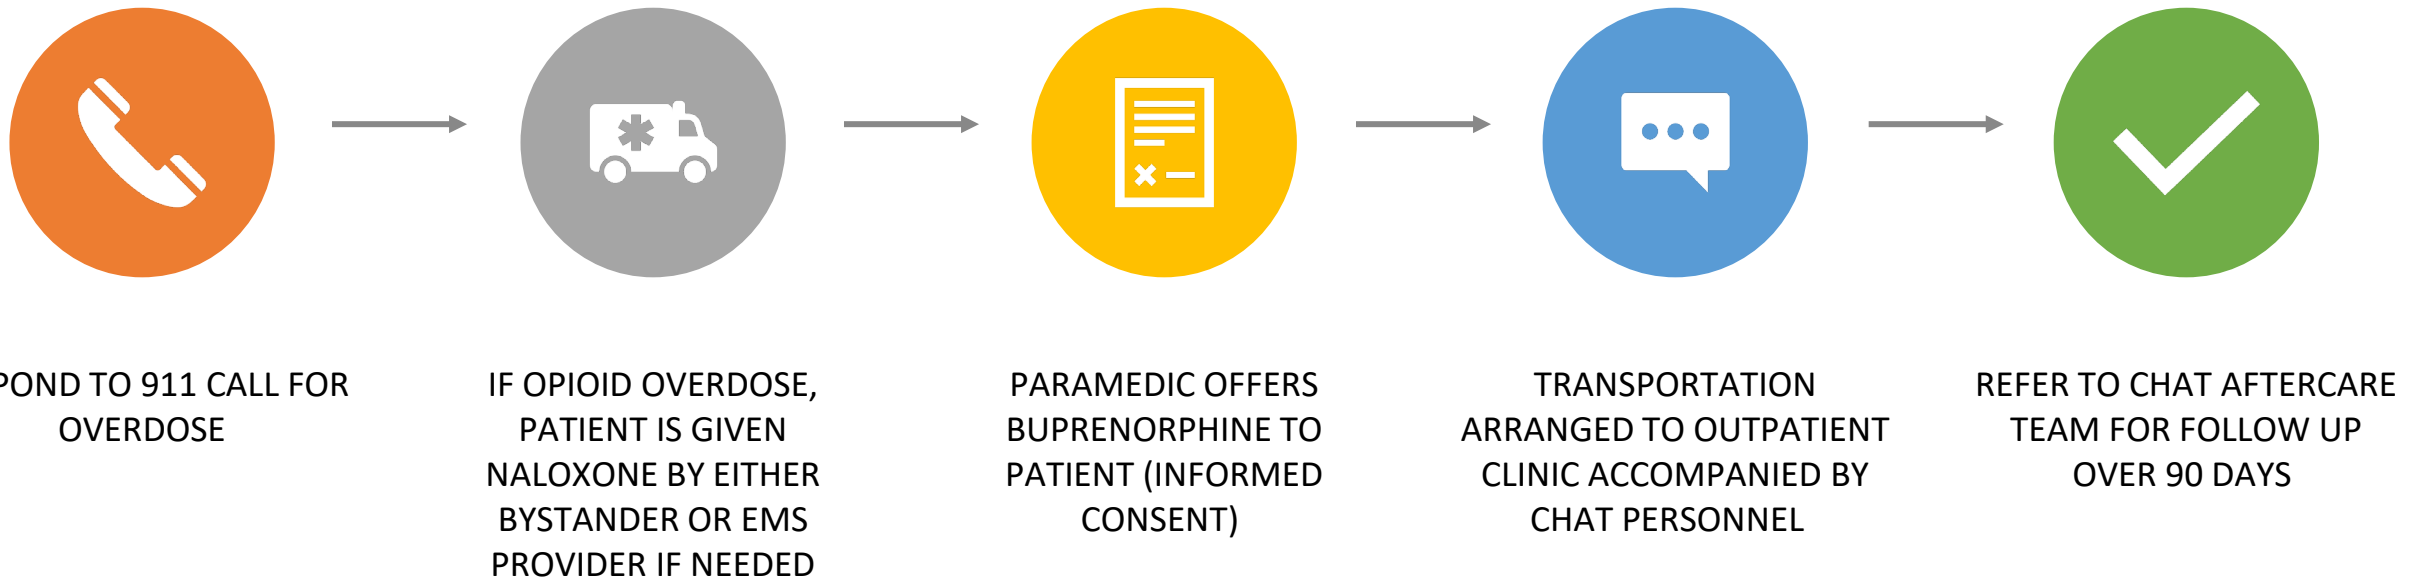 POND TO 911 CALL FOR
OVERDOSE
IF OPIOID OVERDOSE,
PATIENT IS GIVEN
NALOXONE BY EITHER
BYSTANDER OR EMS
PROVIDER IF NEEDED
PARAMEDIC OFFERS
BUPRENORPHINE TO
PATIENT (INFORMED
CONSENT)
TRANSPORTATION
ARRANGED TO OUTPATIENT
CLINIC ACCOMPANIED BY
CHAT PERSONNEL
REFER TO CHAT AFTERCARE
TEAM FOR FOLLOW UP
OVER 90 DAYS